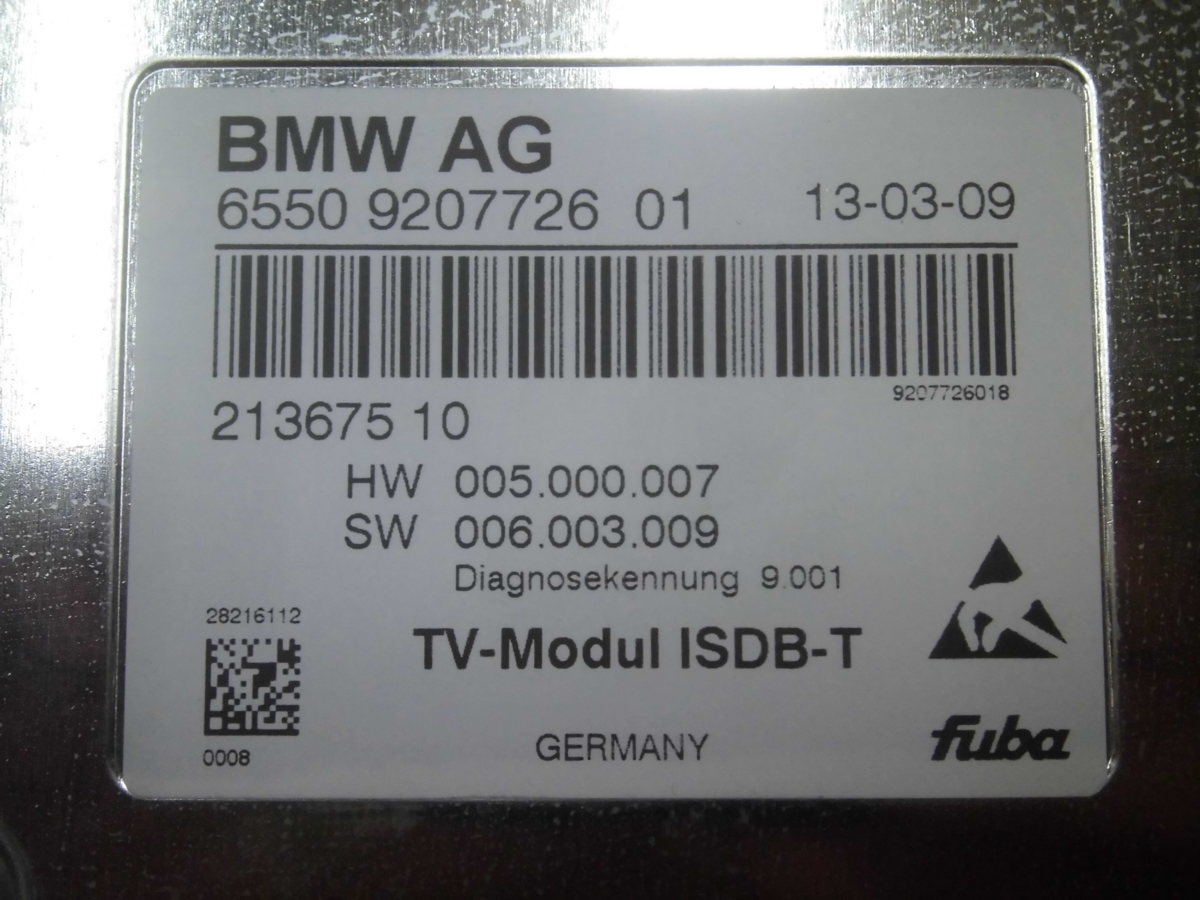 BMW AG
6550 9207726 01 13-03-09
9207726018
213675 10
HW 005.000.007
SW 006.003.009
Diagnosekennung 9.001
28216112
TV-Modul ISDB-T
0008
GERMANY
fuba